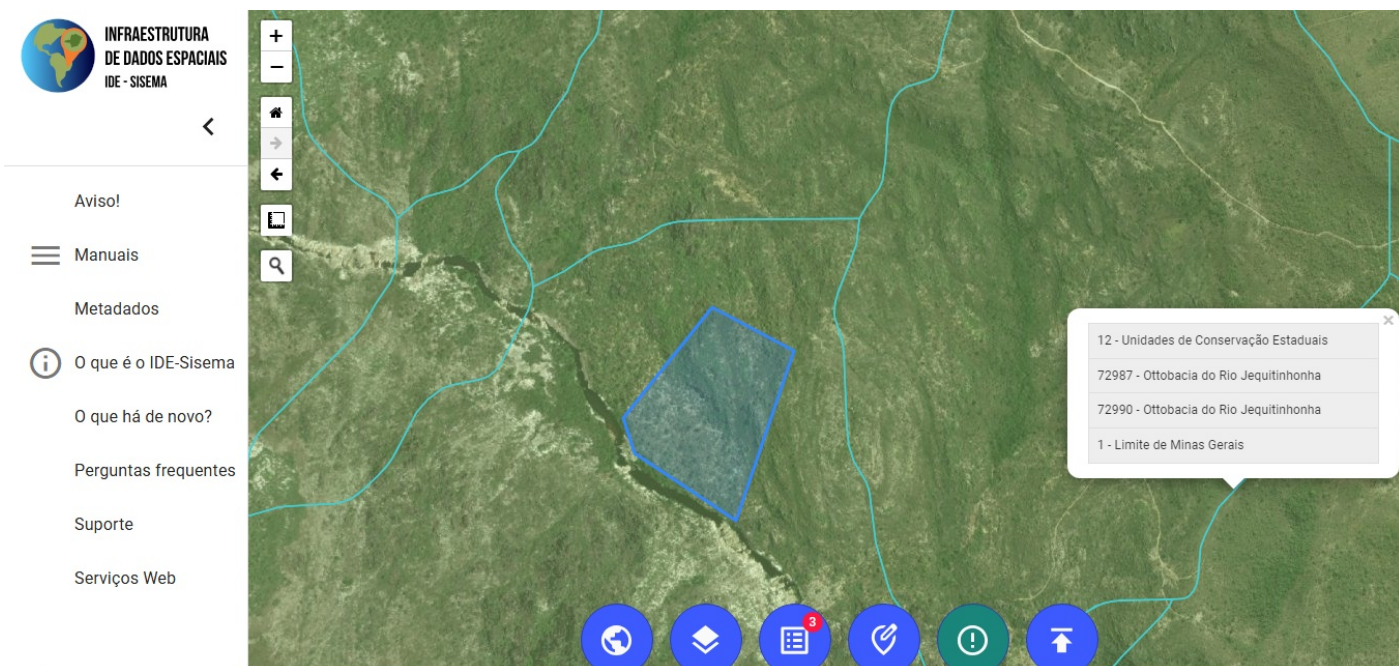 INFRAESTRUTURA
DE DADOS ESPACIAIS
IDE - SISEMA
Aviso!
Manuais
Metadados
O que é o IDE-Sisema
O que há de novo?
Perguntas frequentes
Suporte
Serviços Web
12 - Unidades de Conservação Estaduais
72987 - Ottobacia do Rio Jequitinhonha
72990 - Ottobacia do Rio Jequitinhonha
1 - Limite de Minas Gerais
3